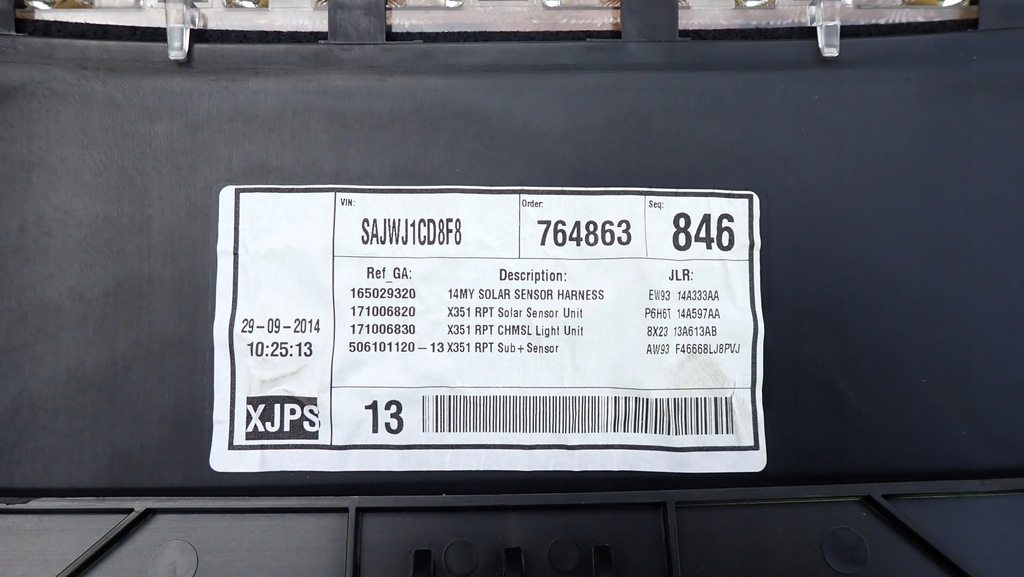 VIN: Order: Seq:
SAJWJ1CD8F8 764863 846
Ref_GA: Description: JLR:
165029320 14MY SOLAR SENSOR HARNESS EW93 14A333AA
171006820 X351 RPT Solar Sensor Unit P6H6T 14A597AA
171006830 X351 RPT CHMSL Light Unit 8X23 13A613AB
506101120-13 X351 RPT Sub+Sensor AW93 F46668LJ8PVJ
29-09-2014
10:25:13
XJPS
13